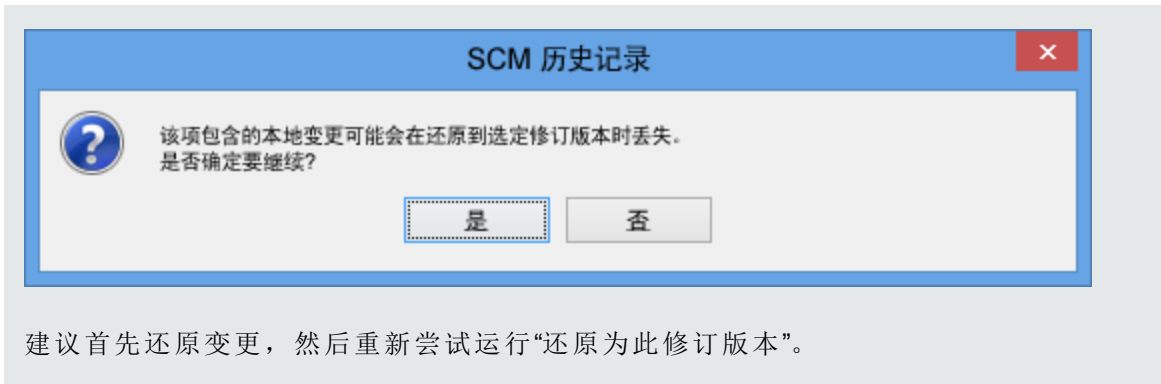 SCM 历史记录
该项包含的本地变更可能会在还原到选定修订版本时丢失。
是否确定要继续?
是
否
建议首先还原变更，然后重新尝试运行“还原为此修订版本”。